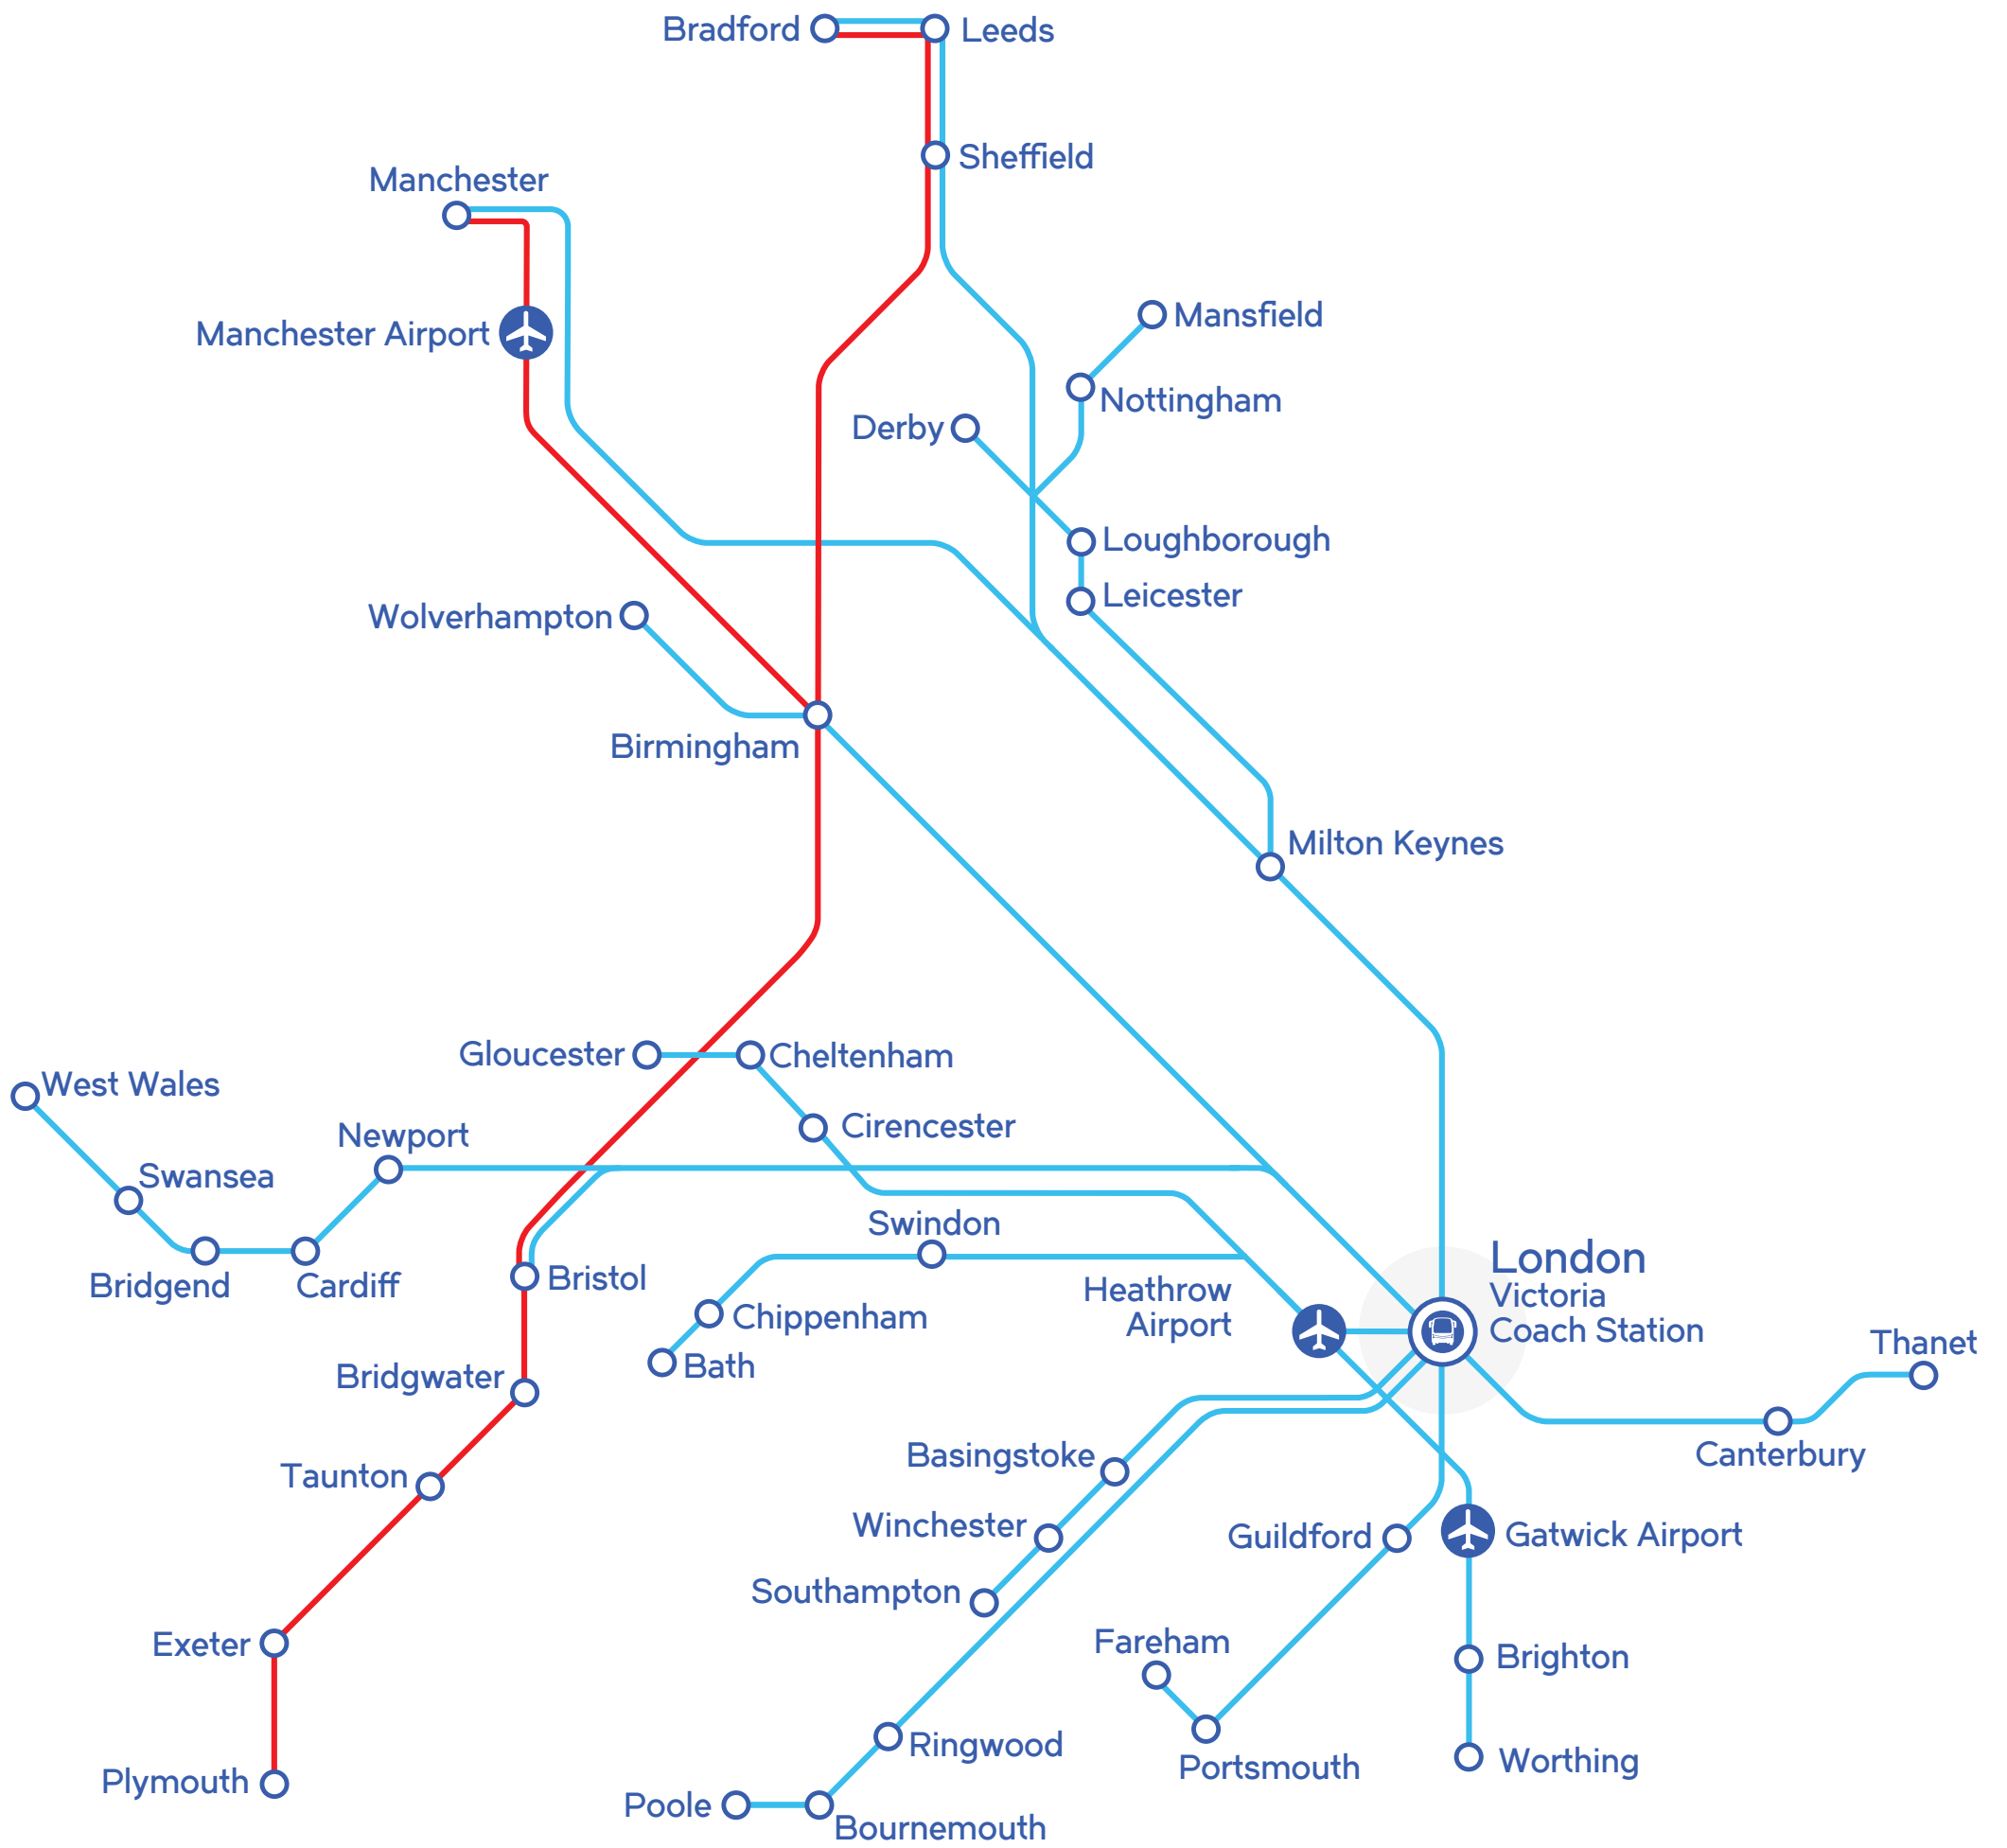 Bradford
Leeds
Sheffield
Manchester
Mansfield
Manchester Airport
Nottingham
Derby
Loughborough
Leicester
Wolverhampton
Birmingham
Milton Keynes
Gloucester
Cheltenham
West Wales
Cirencester
Newport
Swansea
Swindon
London
Victoria
Coach Station
Bridgend
Cardiff
Bristol
Heathrow
Airport
Chippenham
Thanet
Bath
Bridgwater
Canterbury
Basingstoke
Taunton
Winchester
Guildford
Gatwick Airport
Southampton
Exeter
Fareham
Brighton
Ringwood
Portsmouth
Worthing
Plymouth
Poole
Bournemouth